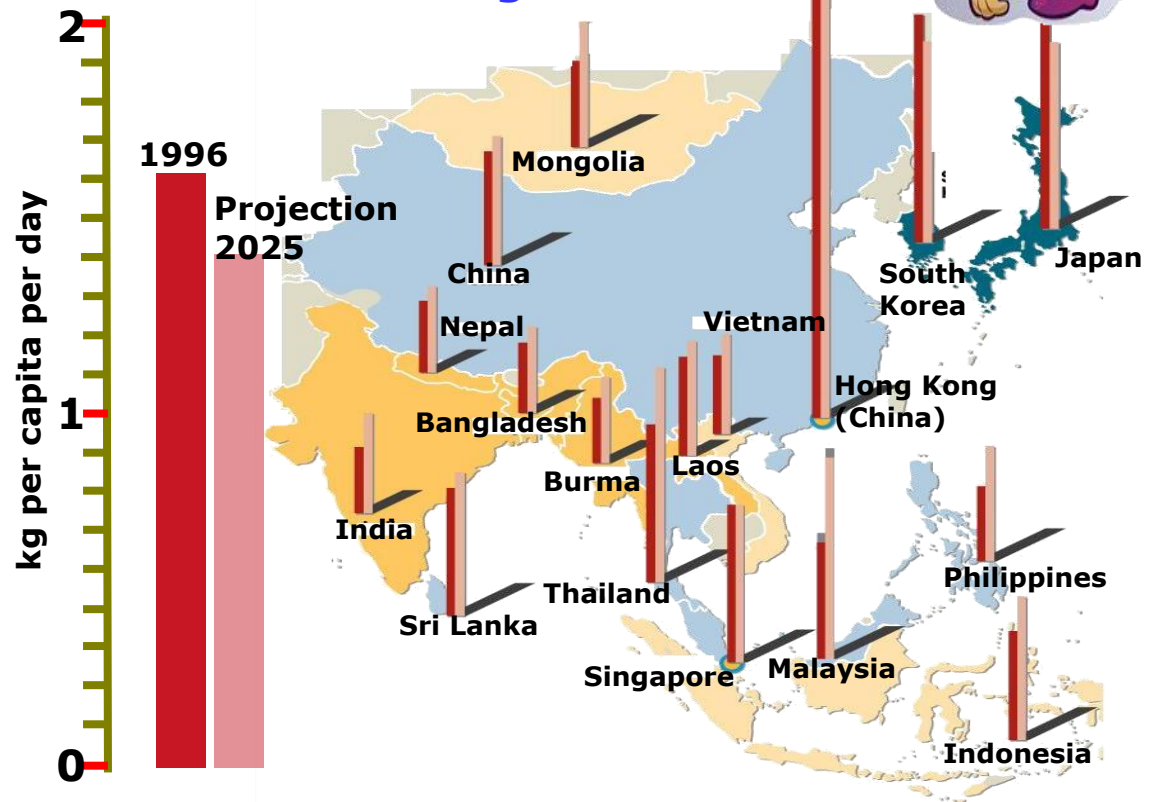 2
1996
Projection
2025
kg per capita per day
1
0
Mongolia
China
Nepal
Vietnam
South
Korea
Japan
Bangladesh
Hong Kong
(China)
Burma
Laos
India
Thailand
Philippines
Sri Lanka
Singapore
Malaysia
Indonesia